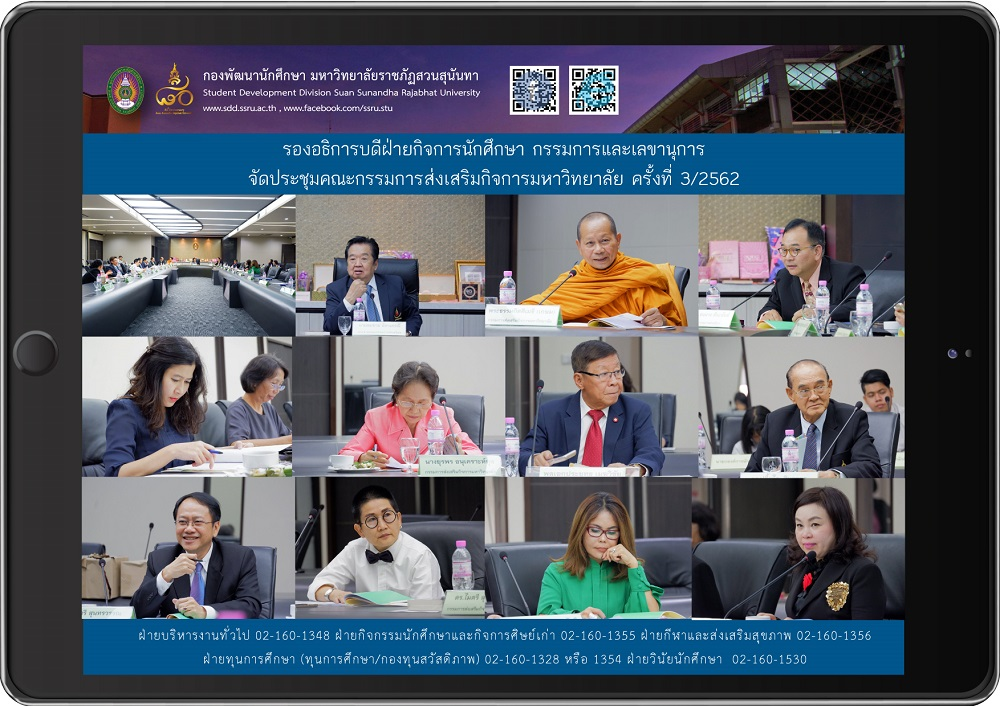 กองพัฒนานักศึกษา มหาวิทยาลัยราชภัฏสวนสุนันทา
Student Development Division Suan Sunandha Rajabhat University
www.sdd.ssru.ac.th , www.facebook.com/ssru.stu
รองอธิการบดีฝ่ายกิจการนักศึกษา กรรมการและเลขานุการ
จัดประชุมคณะกรรมการส่งเสริมกิจการมหาวิทยาลัย ครั้งที่ 3/2562
ฝ่ายบริหารงานทั่วไป 02-160-1348 ฝ่ายกิจกรรมนักศึกษาและกิจการศิษย์เก่า 02-160-1355 ฝ่ายกีฬาและส่งเสริมสุขภาพ 02-160-1356
ฝ่ายทุนการศึกษา (ทุนการศึกษา/กองทุนสวัสดิภาพ) 02-160-1328 หรือ 1354 ฝ่ายวินัยนักศึกษา 02-160-1530